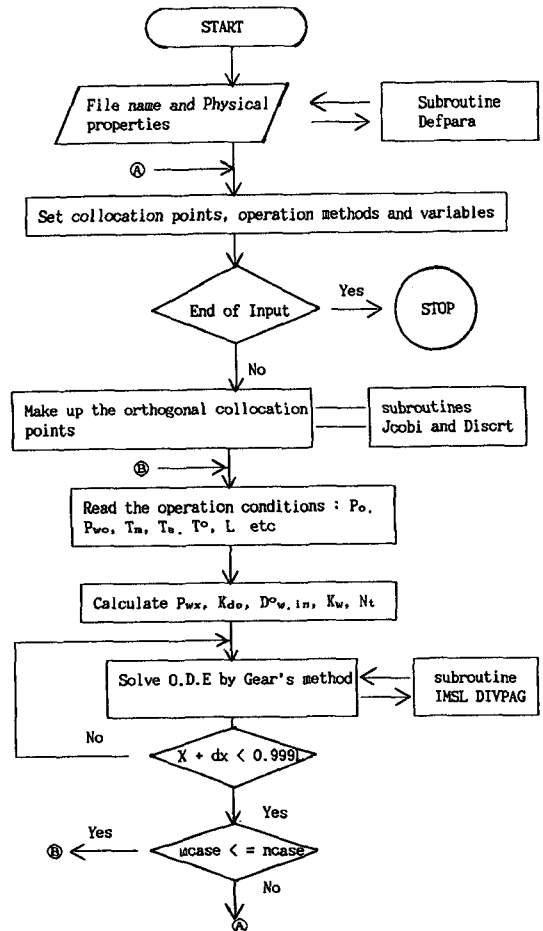 START
File name and Physical
properties
Subroutine
Defpara
Ⓐ
Set collocation points, operation methods and variables
End of Input
Yes
STOP
No
Make up the orthogonal collocation
points
subroutines
Jcobi and Discrt
Ⓑ
Read the operation conditions : Po,
Pwo, Tm, Ts, T°, L etc
Calculate Pwx, Kdo, D°w,in, Kw, Nt
Solve O.D.E by Gear's method
subroutine
IMSL DIVPAG
No
X + dx < 0.999L
Yes
Yes
Ⓑ
mcase < = ncase
No
Ⓐ